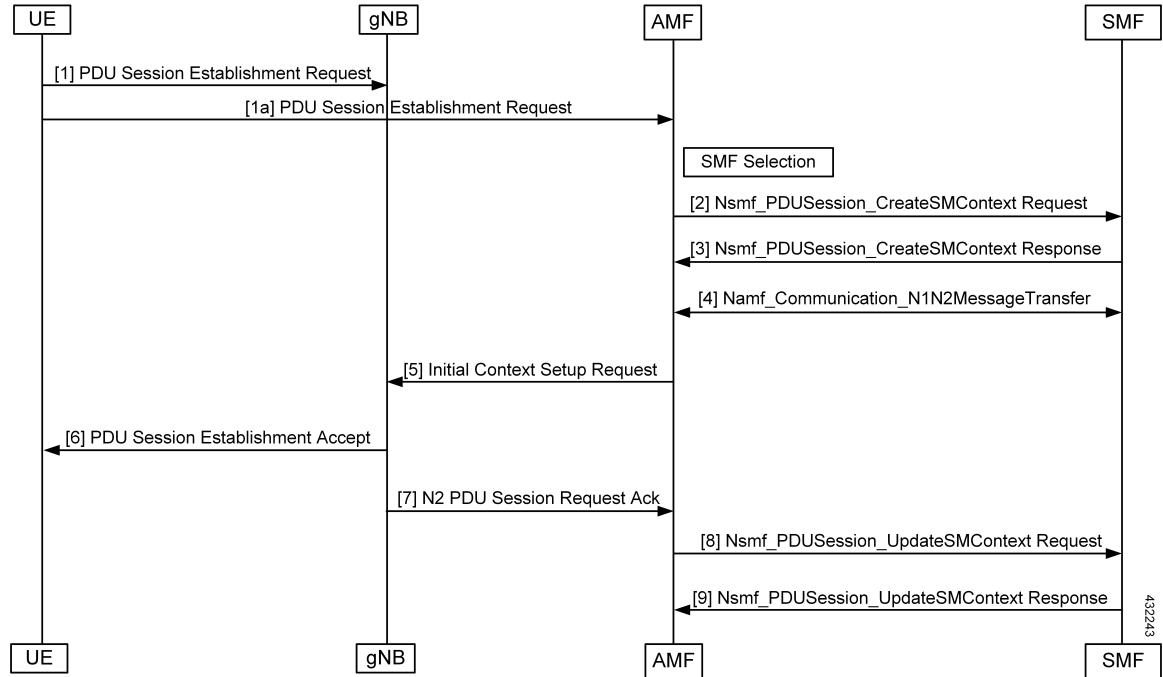 UE
gNB
AMF
SMF
[1] PDU Session Establishment Request
[1a] PDU Session Establishment Request
SMF Selection
[2] Nsmf_PDUSession_CreateSMContext Request
[3] Nsmf_PDUSession_CreateSMContext Response
[4] Namf_Communication_N1N2MessageTransfer
[5] Initial Context Setup Request
[6] PDU Session Establishment Accept
[7] N2 PDU Session Request Ack
[8] Nsmf_PDUSession_UpdateSMContext Request
[9] Nsmf_PDUSession_UpdateSMContext Response
432243
UE
gNB
AMF
SMF